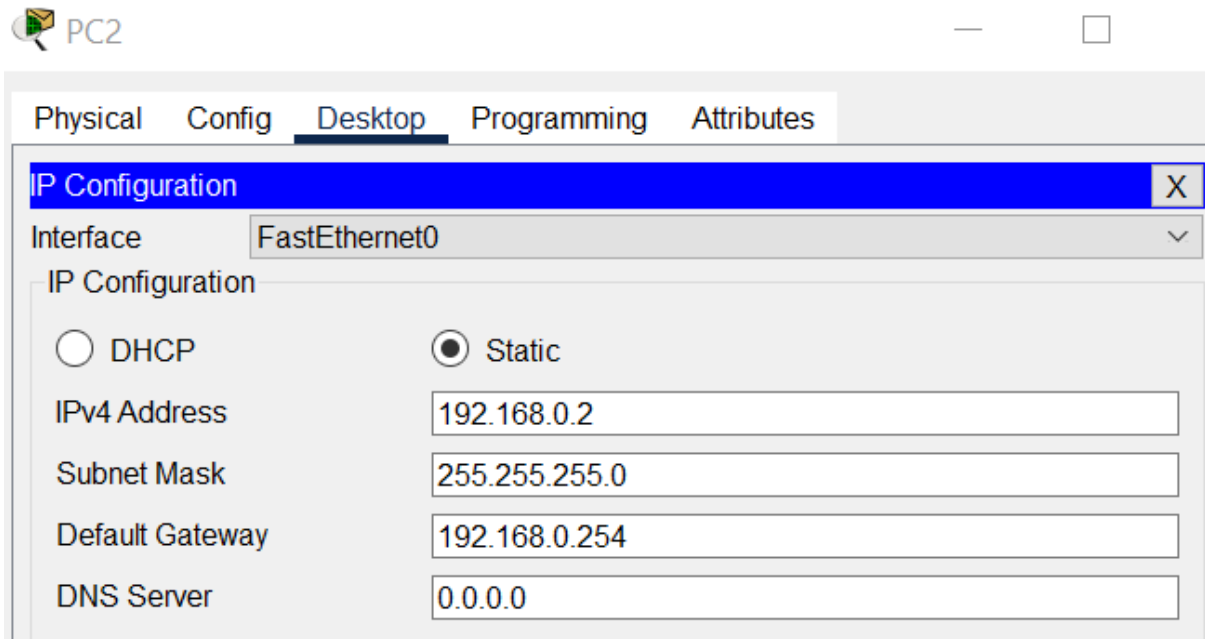 PC2
Physical Config Desktop Programming Attributes
IP Configuration X
Interface FastEthernet0
IP Configuration
DHCP Static
IPv4 Address 192.168.0.2
Subnet Mask 255.255.255.0
Default Gateway 192.168.0.254
DNS Server 0.0.0.0